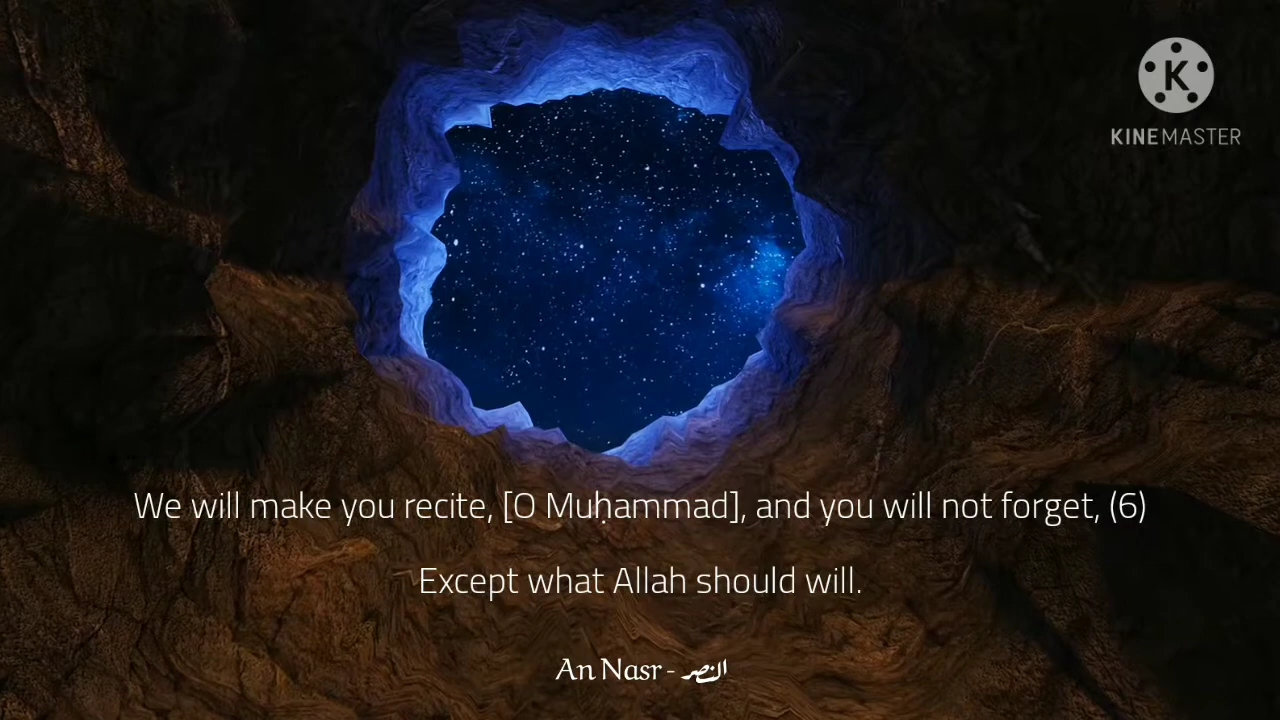 K
KINEMASTER
We will make you recite, [O Muḥammad], and you will not forget, (6)
Except what Allah should will.
An Nasr - النصر